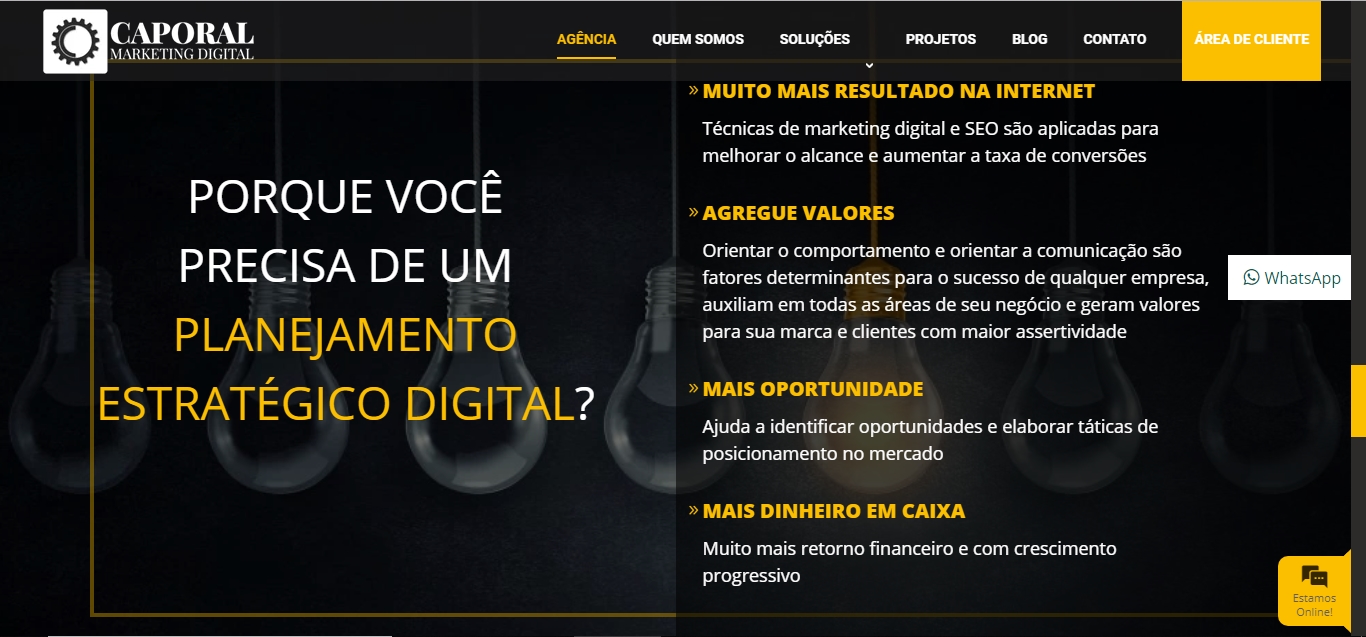 CAPORAL
MARKETING DIGITAL
AGÊNCIA
QUEM SOMOS
SOLUÇÕES
PROJETOS
BLOG
CONTATO
ÁREA DE CLIENTE
PORQUE VOCÊ
PRECISA DE UM
PLANEJAMENTO
ESTRATÉGICO DIGITAL?
» MUITO MAIS RESULTADO NA INTERNET
Técnicas de marketing digital e SEO são aplicadas para
melhorar o alcance e aumentar a taxa de conversões
» AGREGUE VALORES
Orientar o comportamento e orientar a comunicação são
fatores determinantes para o sucesso de qualquer empresa,
auxiliam em todas as áreas de seu negócio e geram valores
para sua marca e clientes com maior assertividade
» MAIS OPORTUNIDADE
Ajuda a identificar oportunidades e elaborar táticas de
posicionamento no mercado
» MAIS DINHEIRO EM CAIXA
Muito mais retorno financeiro e com crescimento
progressivo
WhatsApp
Estamos
Online!